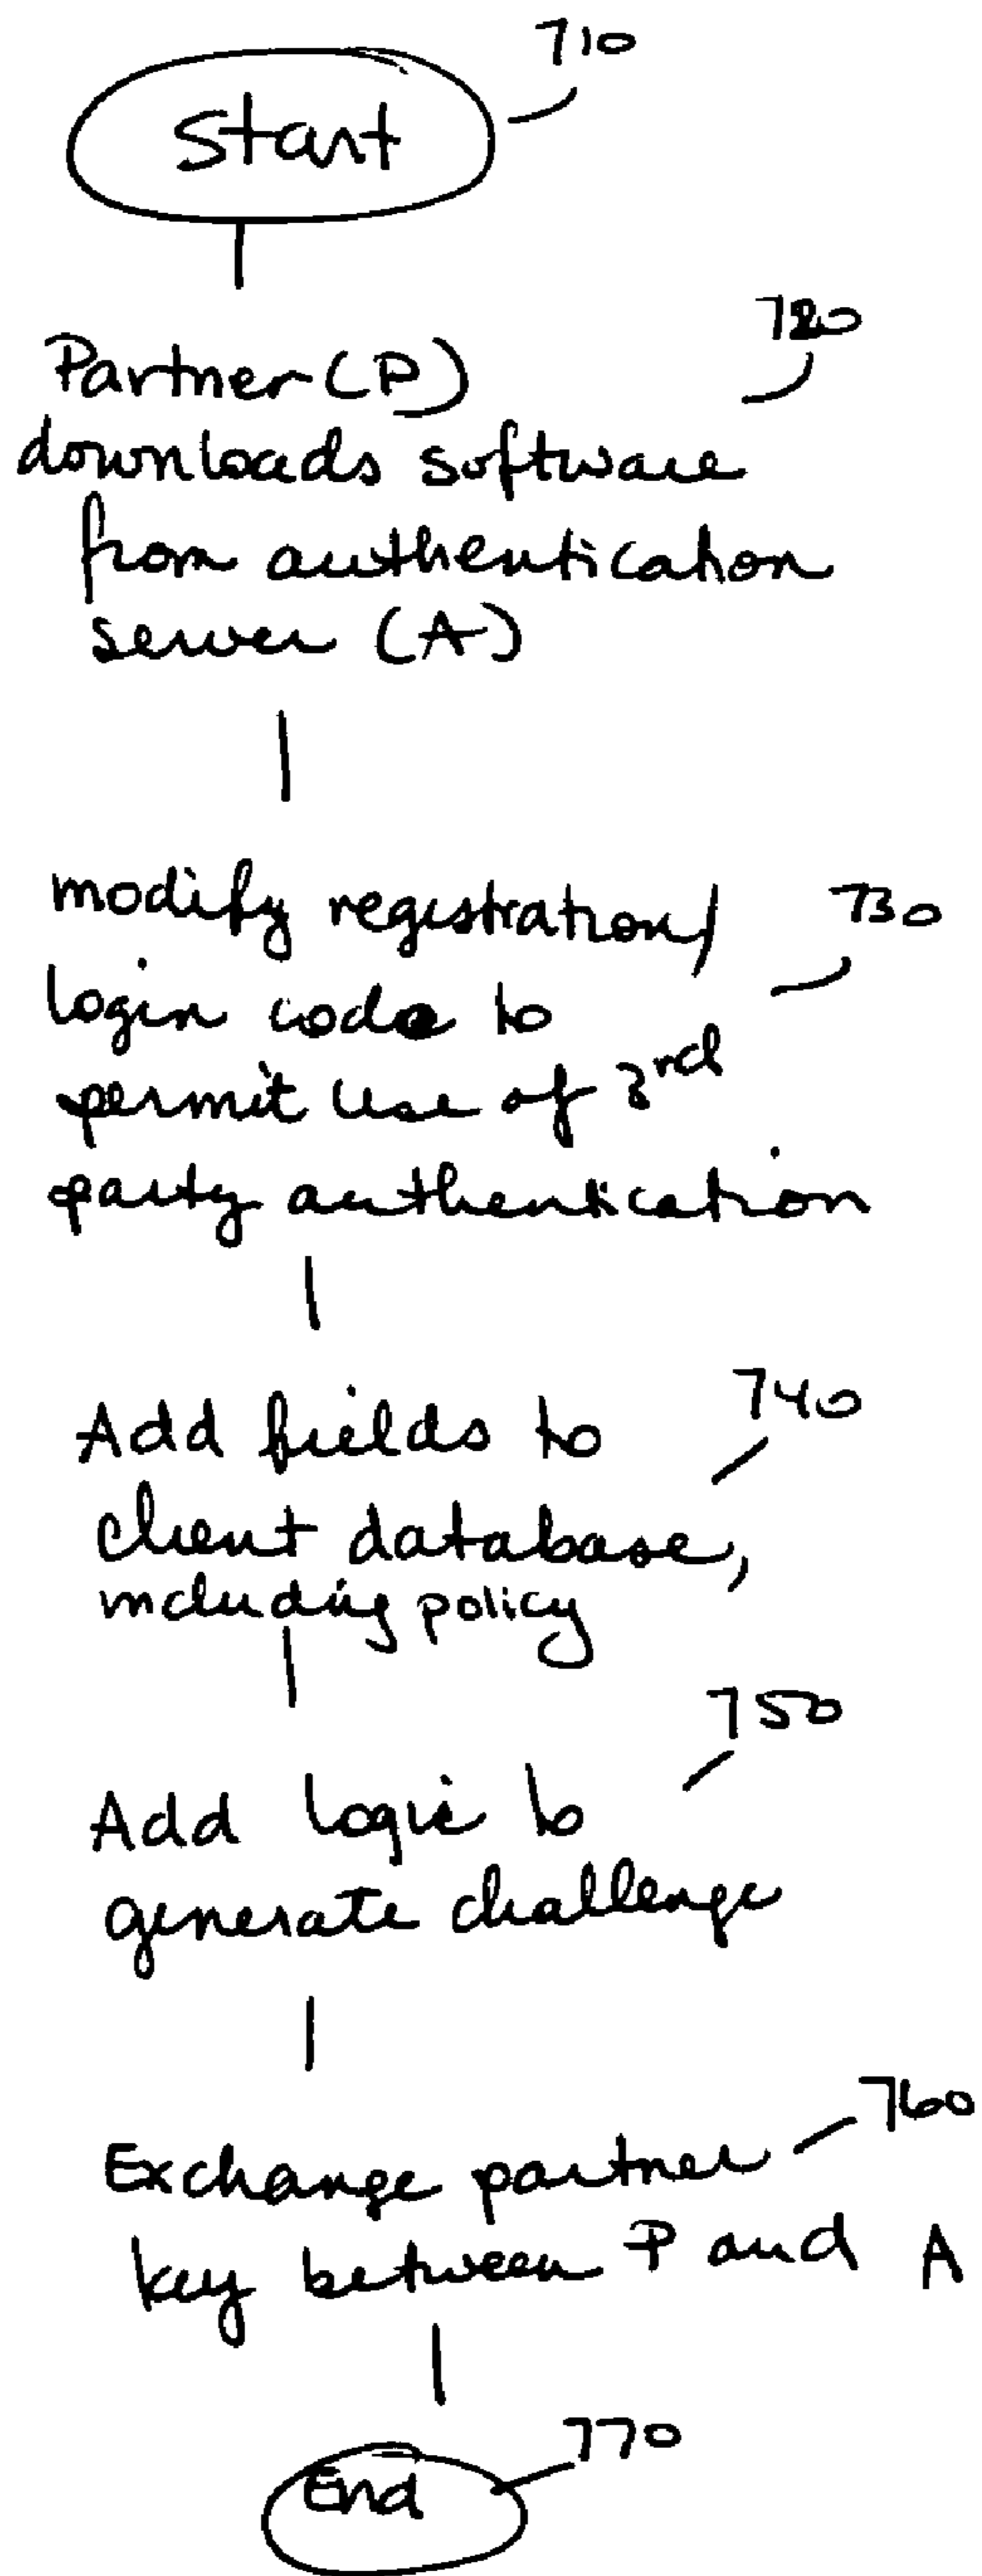 710
Start
720
Partner (P)
downloads software
from authentication
server (A)
modify registration/
730
login code to
permit use of 3rd
party authentication
740
Add fields to
client database,
including policy
750
Add logic to
generate challenge
760
Exchange partner
key between P and A
770
End